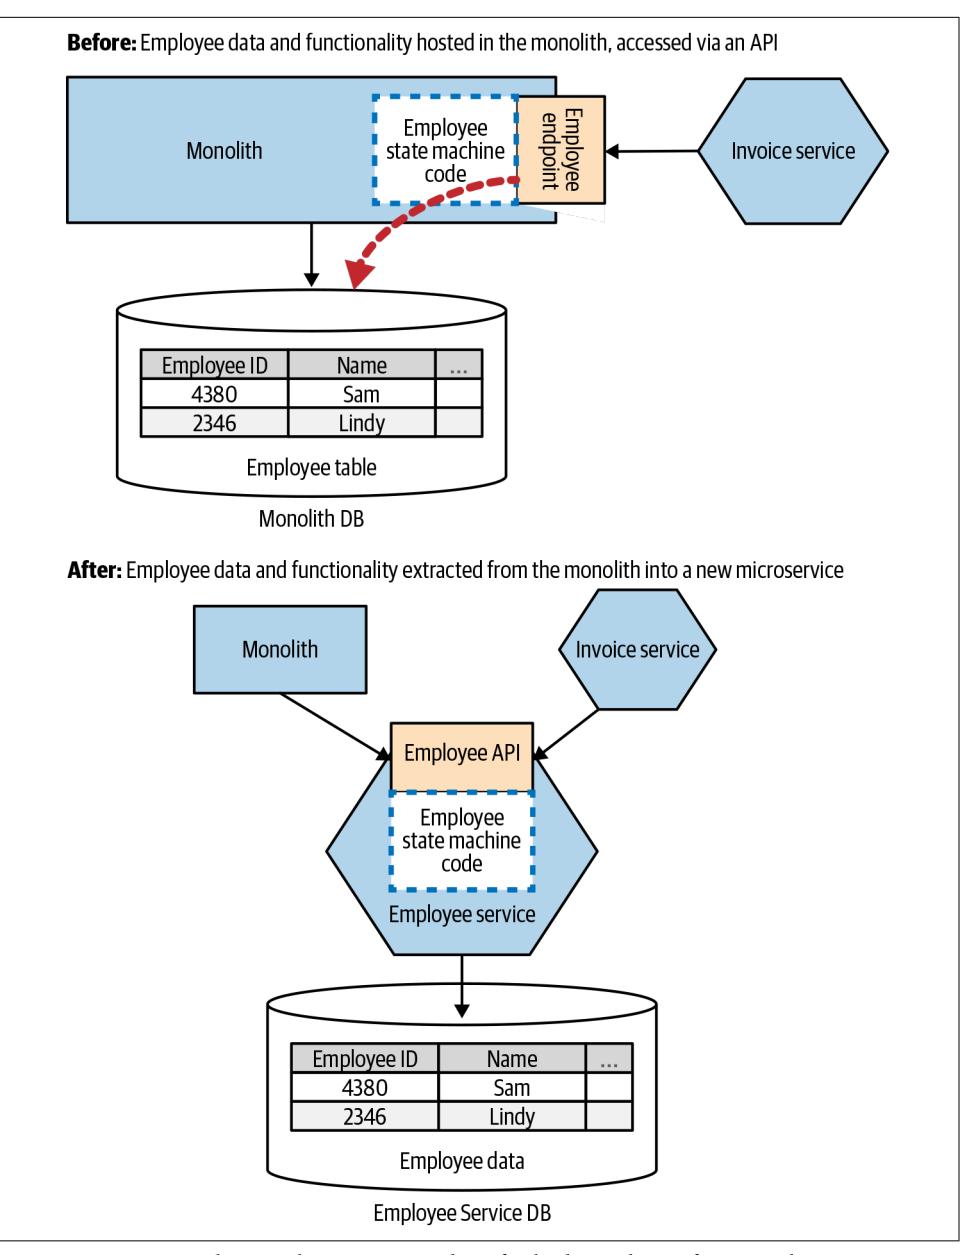 Before: Employee data and functionality hosted in the monolith, accessed via an API
Monolith
Employee
state machine
code
Employee
endpoint
Invoice service
Employee ID Name ...
4380 Sam
2346 Lindy
Employee table
Monolith DB
After: Employee data and functionality extracted from the monolith into a new microservice
Monolith
Invoice service
Employee API
Employee
state machine
code
Employee service
Employee ID Name ...
4380 Sam
2346 Lindy
Employee data
Employee Service DB